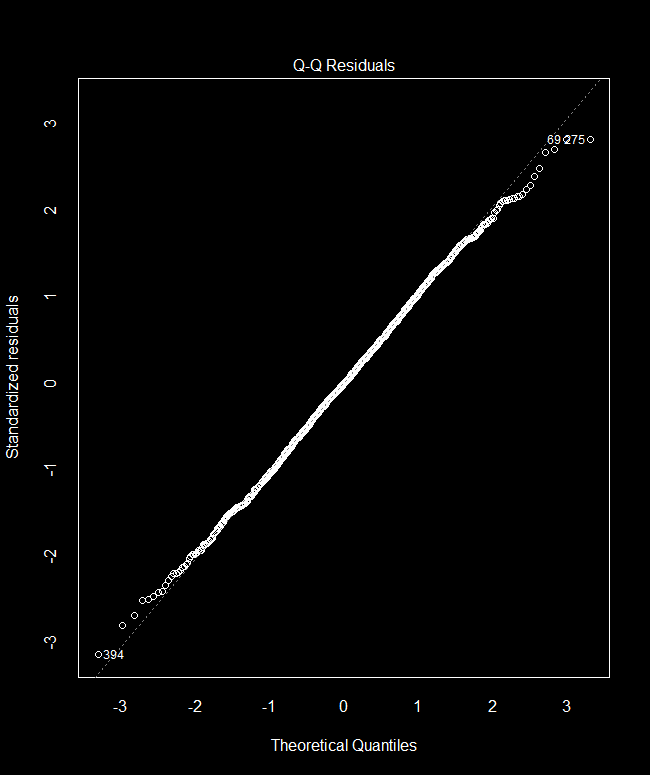 Q-Q Residuals
Standardized residuals
3
2
1
0
-1
-2
-3
69 275
394
-3 -2 -1 0 1 2 3
Theoretical Quantiles